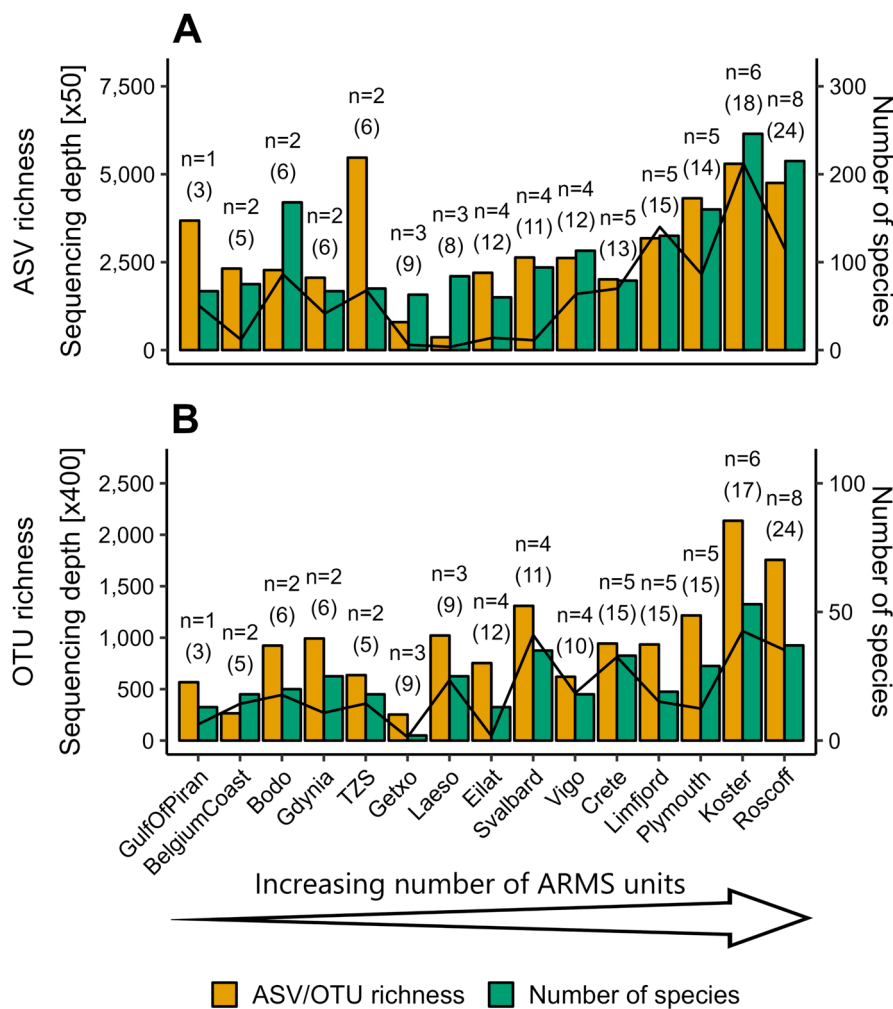 A
ASV richness
Sequencing depth [x50]
7,500
5,000
2,500
0
n=1
(3)
n=2
(5)
n=2
(6)
n=2
(6)
n=2
(6)
n=3
(9)
n=3
(8)
n=4
(12)
n=4
(11)
n=4
(12)
n=5
(13)
n=5
(15)
n=5
(14)
n=6
(18)
n=8
(24)
300
200
100
0
Number of
species
B
OTU richness
Sequencing depth [x400]
2,500
2,000
1,500
1,000
500
0
n=1
(3)
n=2
(5)
n=2
(6)
n=2
(6)
n=2
(5)
n=3
(9)
n=3
(9)
n=4
(12)
n=4
(11)
n=4
(10)
n=5
(15)
n=5
(15)
n=5
(15)
n=6
(17)
n=8
(24)
100
50
0
Number of
species
GulfOfPiran
BelgiumCoast
Bodo
Gdynia
TZS
Getxo
Laeso
Eilat
Svalbard
Vigo
Crete
Limfjord
Plymouth
Koster
Roscoff
Increasing number of ARMS units
ASV/OTU richness
Number of species